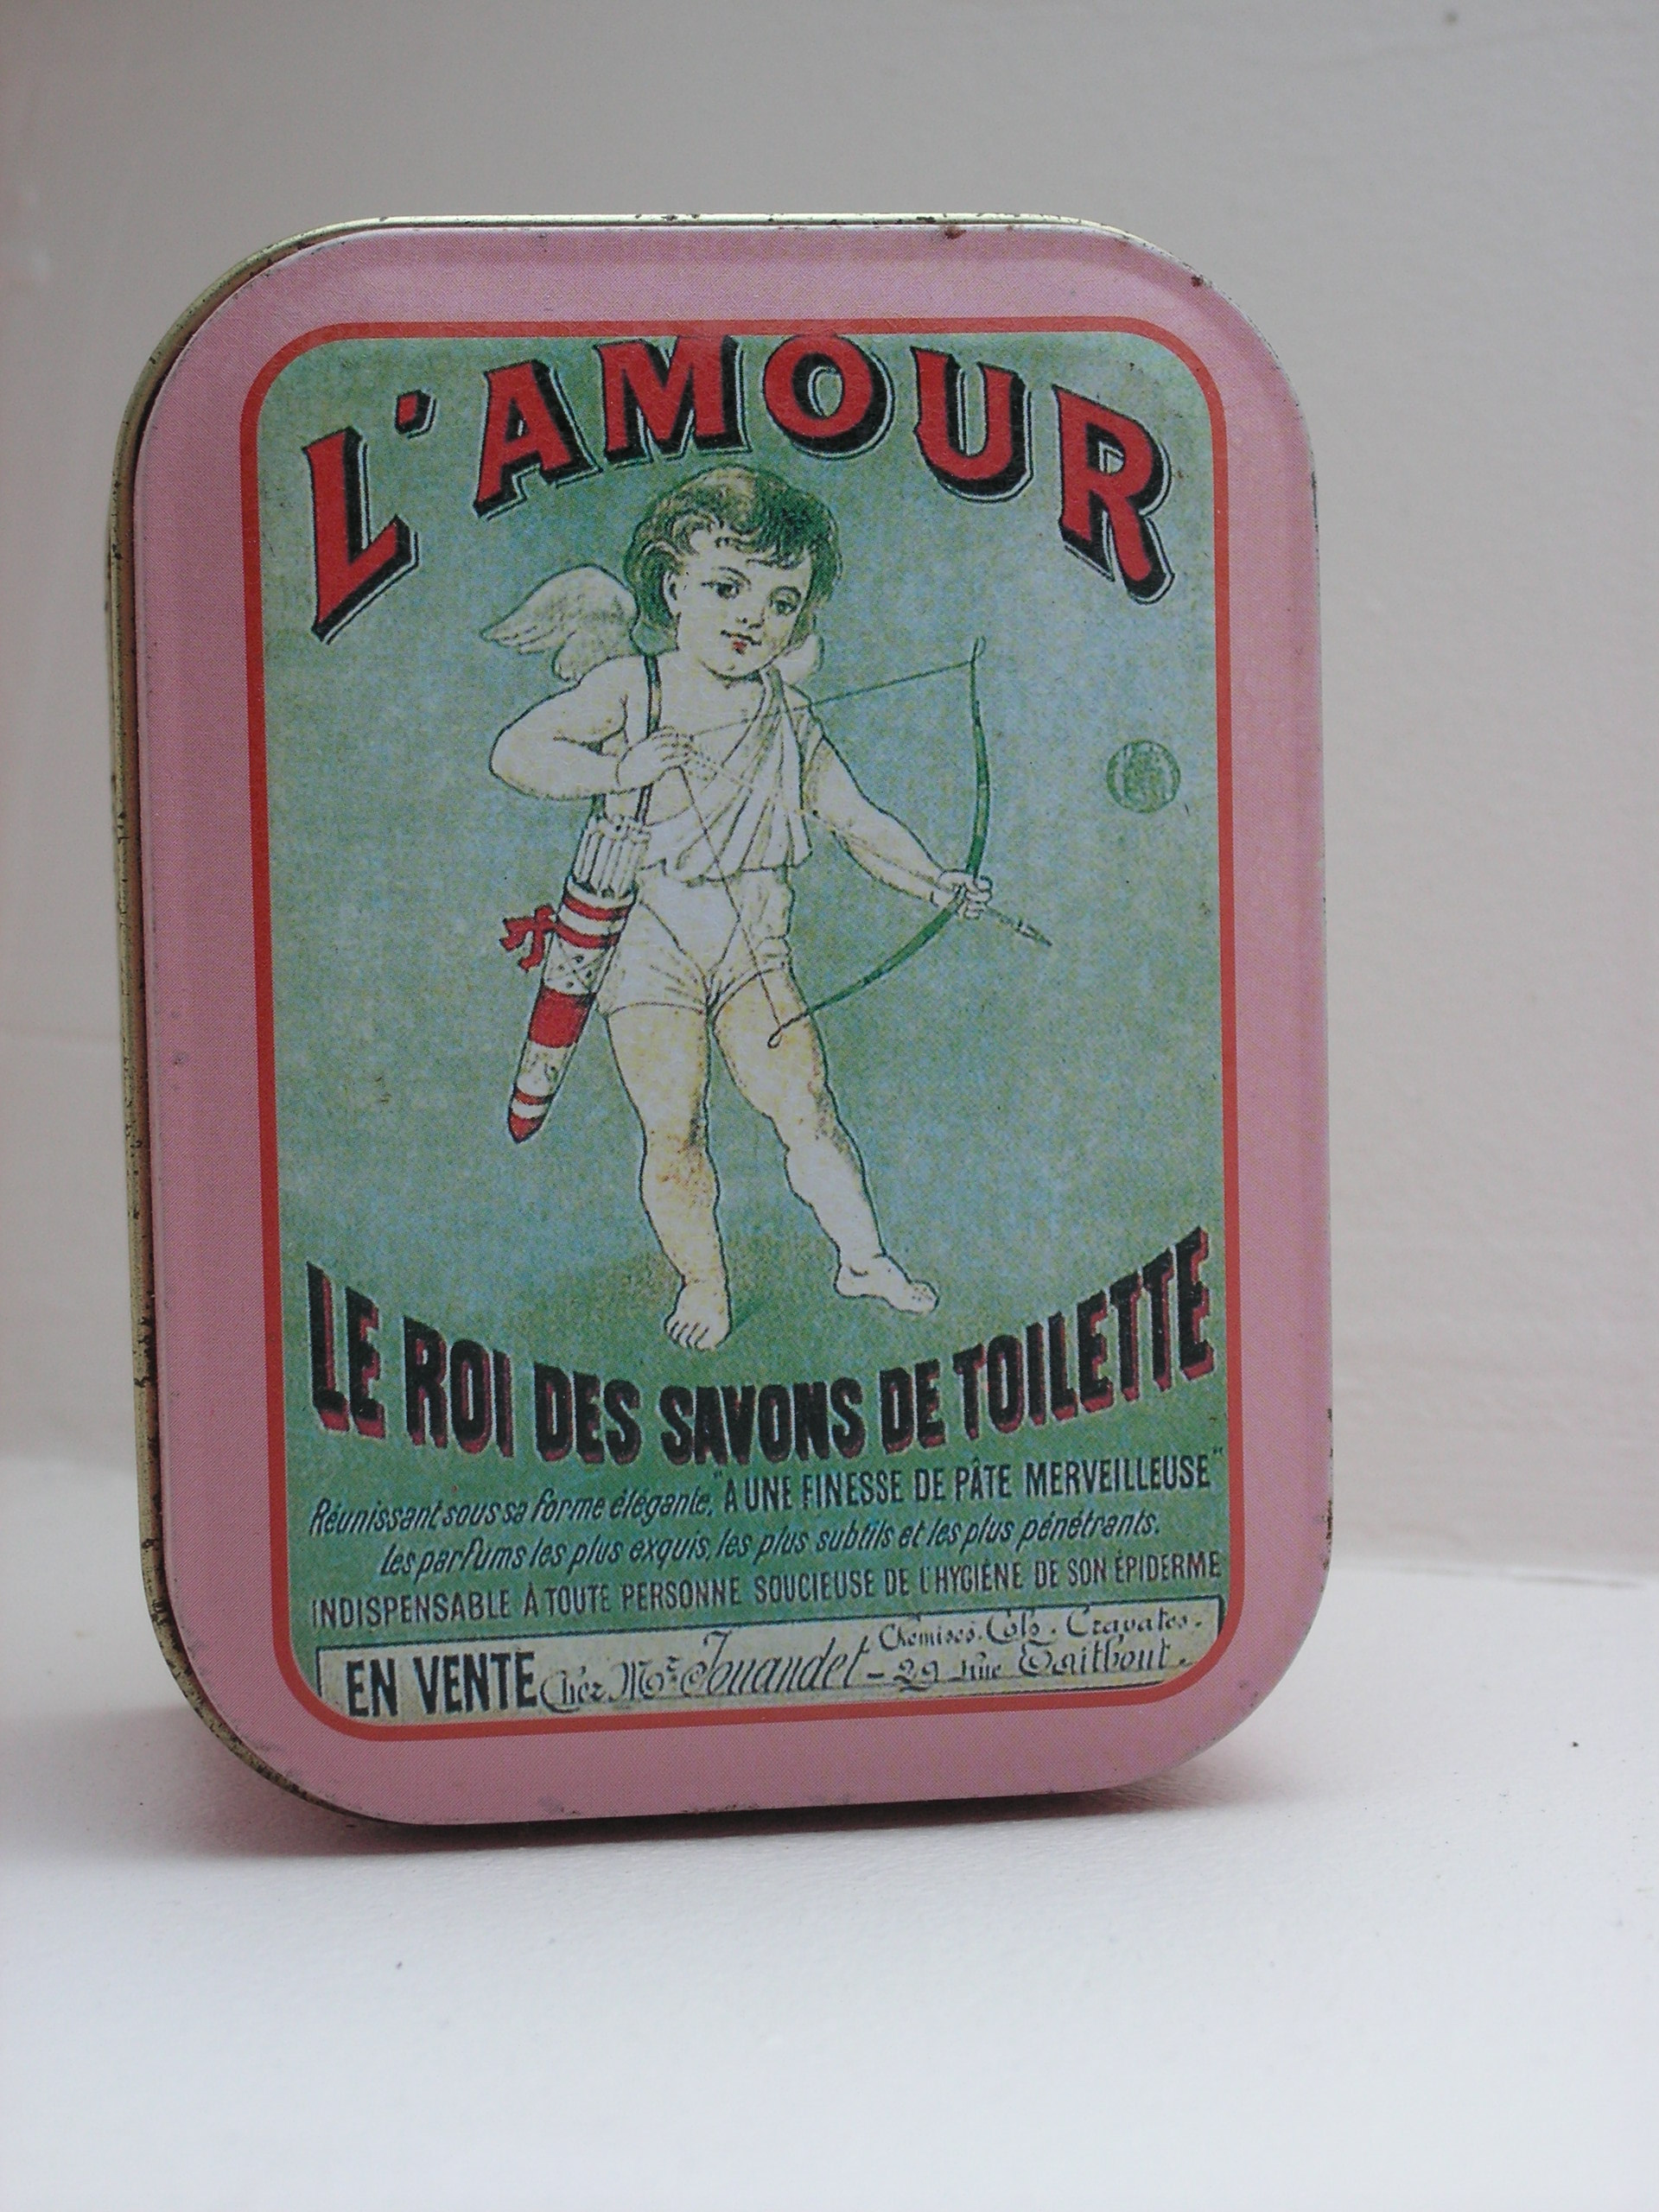 L'AMOUR
LE ROI DES SAVONS DE TOILETTE
Réunissant sous sa forme élégante, "A UNE FINESSE DE PÂTE MERVEILLEUSE"
les parfums les plus exquis, les plus subtils et les plus pénétrants.
INDISPENSABLE À TOUTE PERSONNE SOUCIEUSE DE L'HYGIÈNE DE SON ÉPIDERME
Chemises. Cols. Cravates.
EN VENTE Chez Mr Jouandet - 29 rue Taitbout.